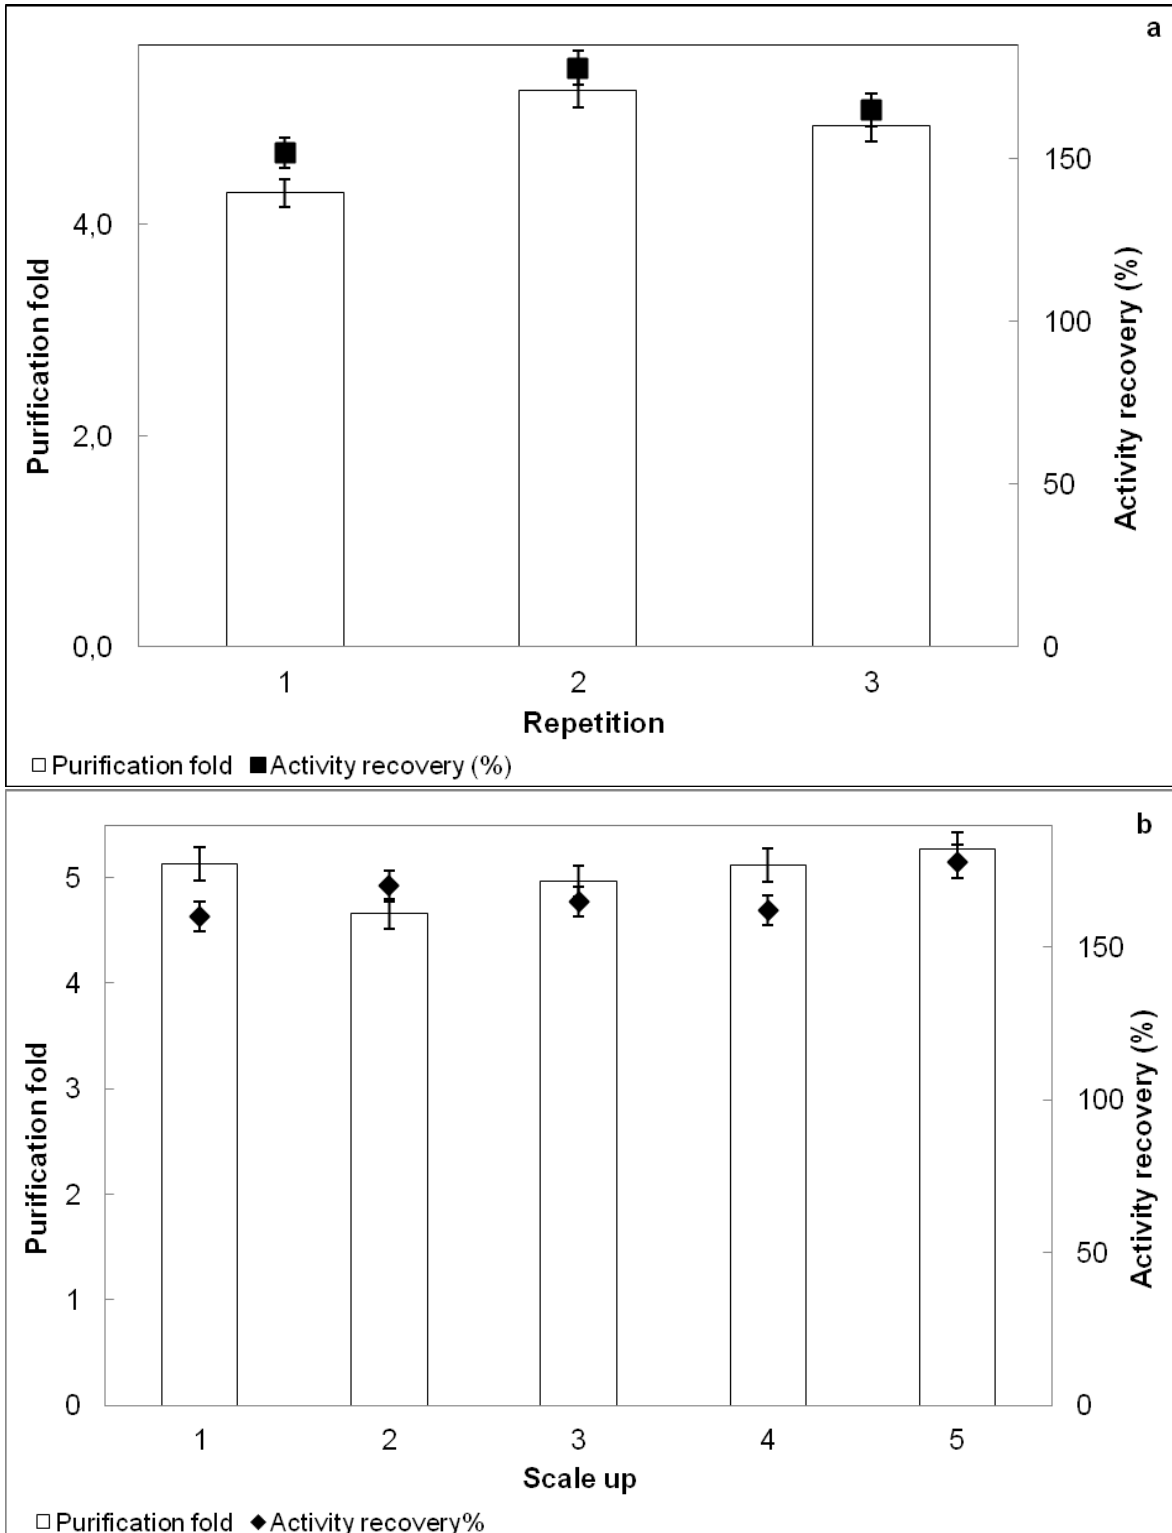 a
4,0
2,0
0,0
Purification fold
150
100
50
0
Activity recovery (%)
1 2 3
Repetition
Purification fold Activity recovery (%)
b
5
4
3
2
1
0
Purification fold
150
100
50
0
Activity recovery (%)
1 2 3 4 5
Scale up
Purification fold Activity recovery%